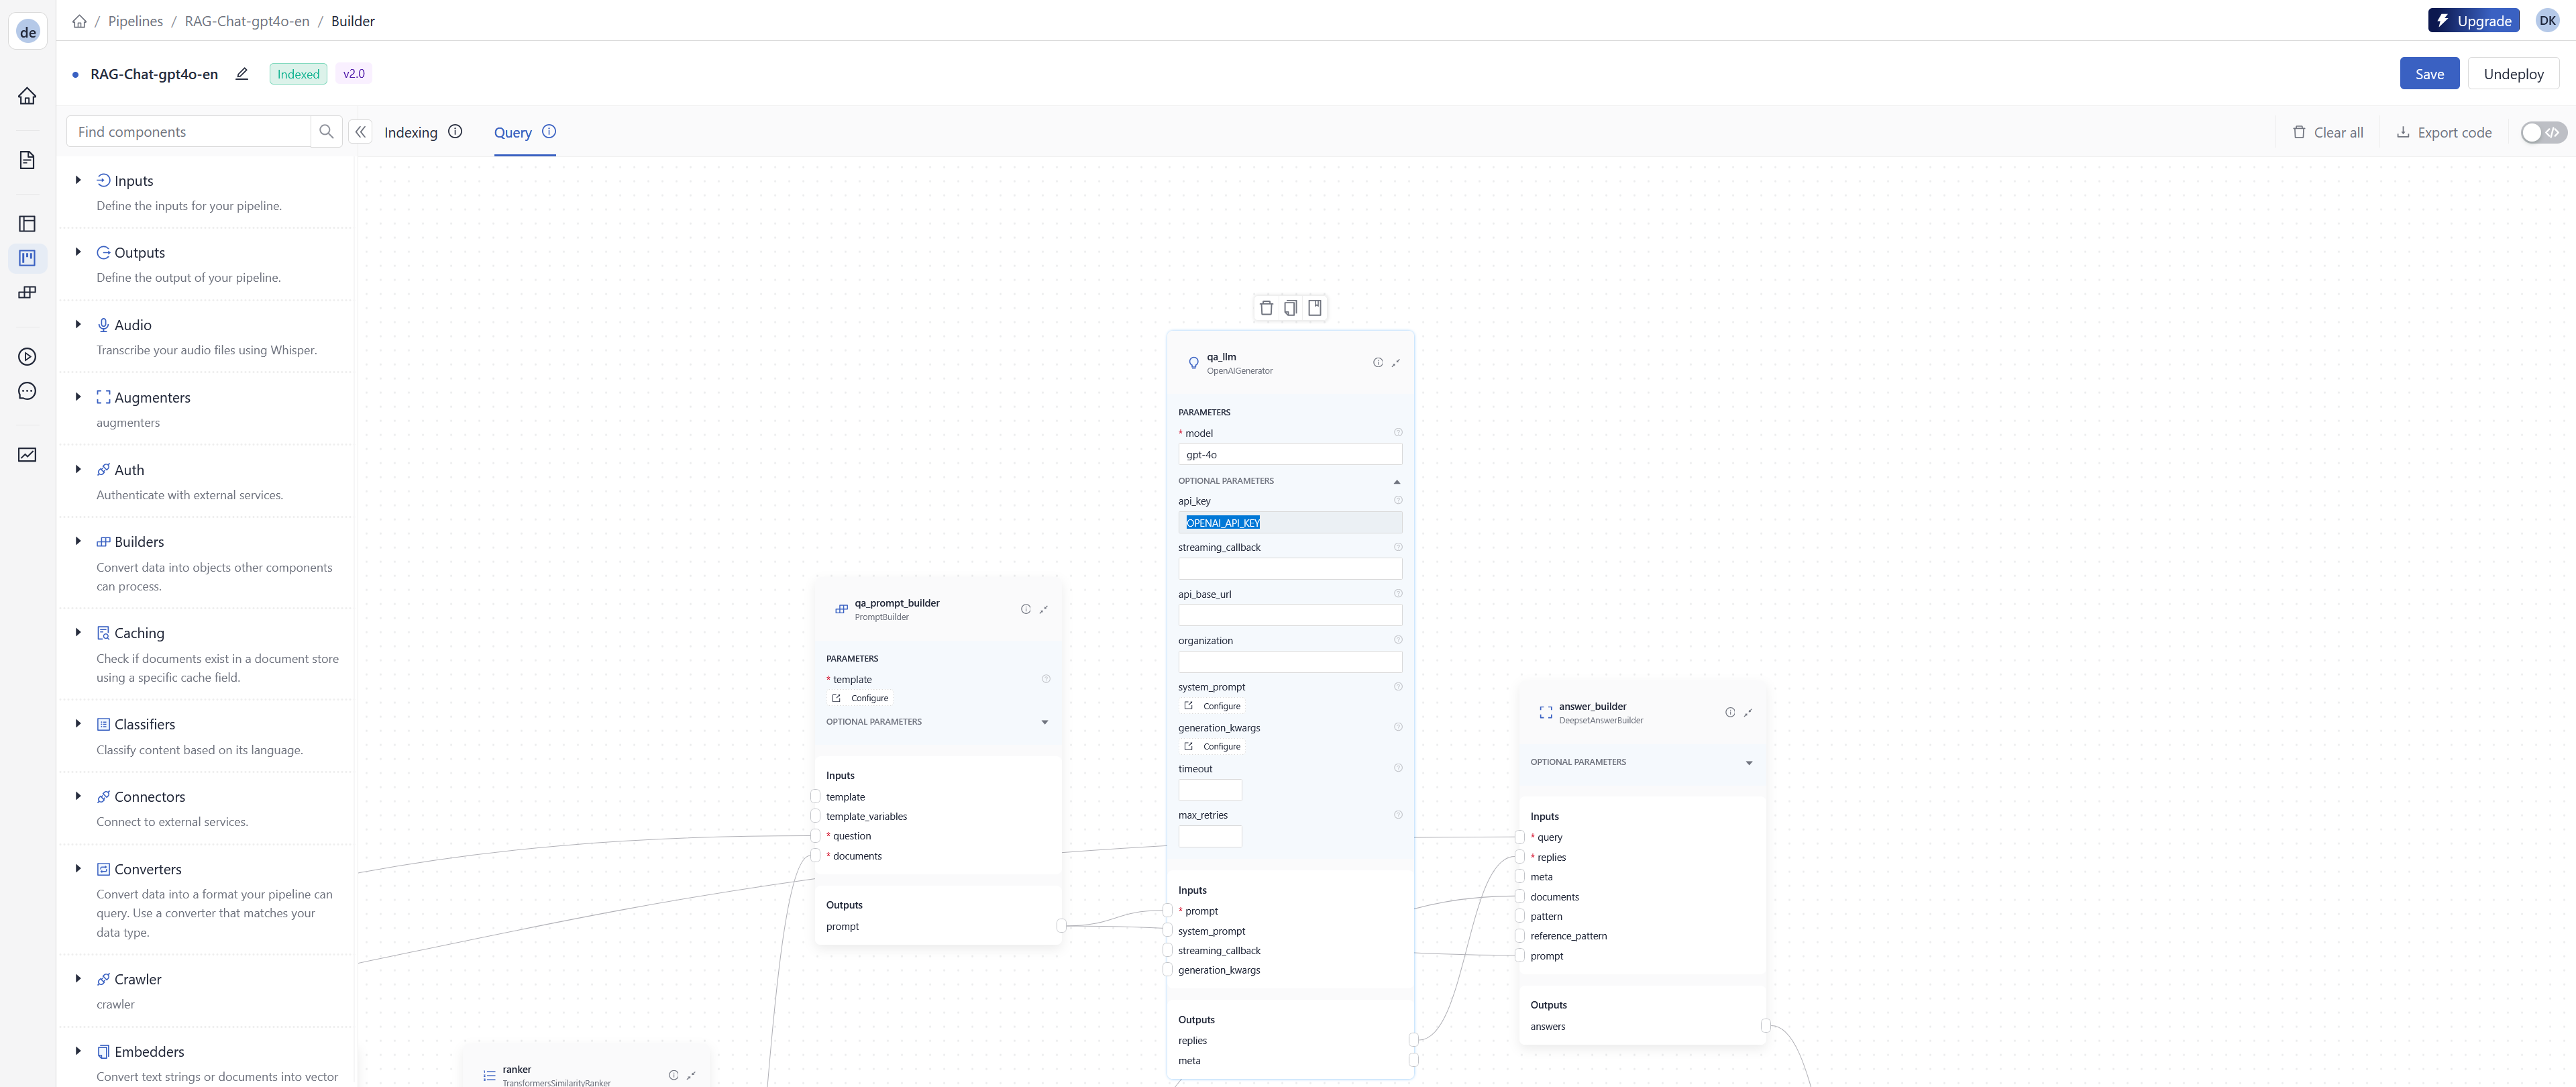 de
/ Pipelines / RAG-Chat-gpt4o-en / Builder
Upgrade
DK
RAG-Chat-gpt4o-en
Indexed
v2.0
Save
Undeploy
Find components
Indexing
Query
Clear all
Export code
Inputs
Define the inputs for your pipeline.
Outputs
Define the output of your pipeline.
Audio
Transcribe your audio files using Whisper.
Augmenters
augmenters
Auth
Authenticate with external services.
Builders
Convert data into objects other components
can process.
Caching
Check if documents exist in a document store
using a specific cache field.
Classifiers
Classify content based on its language.
Connectors
Connect to external services.
Converters
Convert data into a format your pipeline can
query. Use a converter that matches your
data type.
Crawler
crawler
Embedders
Convert text strings or documents into vector
qa_prompt_builder
PromptBuilder
PARAMETERS
* template
Configure
OPTIONAL PARAMETERS
Inputs
template
template_variables
* question
* documents
Outputs
prompt
ranker
TransformersSimilarityRanker
qa_llm
OpenAIGenerator
PARAMETERS
* model
gpt-4o
OPTIONAL PARAMETERS
api_key
OPENAI_API_KEY
streaming_callback
api_base_url
organization
system_prompt
Configure
generation_kwargs
Configure
timeout
max_retries
Inputs
* prompt
system_prompt
streaming_callback
generation_kwargs
Outputs
replies
meta
answer_builder
DeepsetAnswerBuilder
OPTIONAL PARAMETERS
Inputs
* query
* replies
meta
documents
pattern
reference_pattern
prompt
Outputs
answers